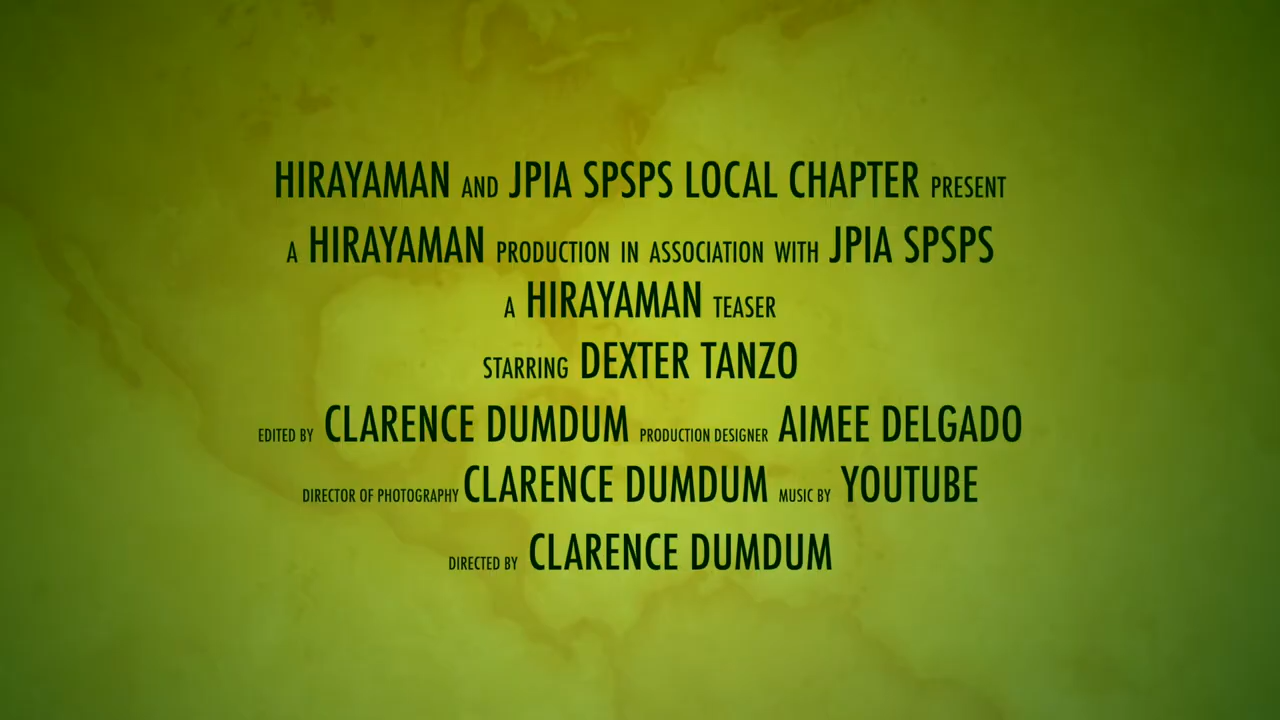 HIRAYAMAN AND JPIA SPSPS LOCAL CHAPTER PRESENT
A HIRAYAMAN PRODUCTION IN ASSOCIATION WITH JPIA SPSPS
A HIRAYAMAN TEASER
STARRING DEXTER TANZO
EDITED BY CLARENCE DUMDUM PRODUCTION DESIGNER AIMEE DELGADO
DIRECTOR OF PHOTOGRAPHY CLARENCE DUMDUM MUSIC BY YOUTUBE
DIRECTED BY CLARENCE DUMDUM